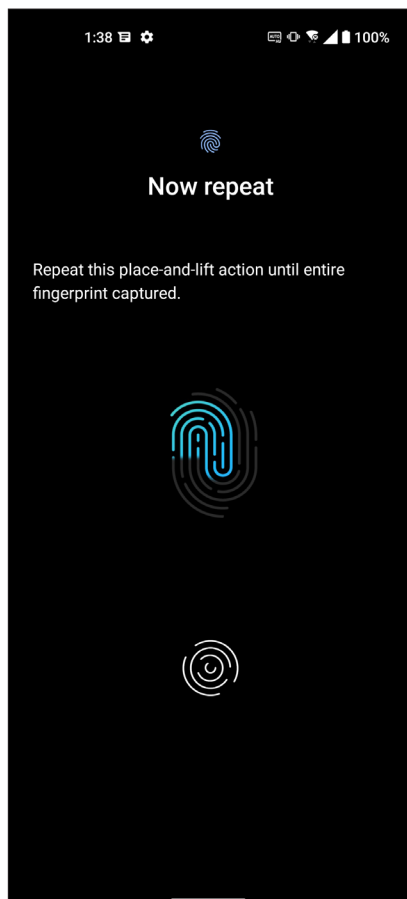 1:38 100%
Now repeat
Repeat this place-and-lift action until entire
fingerprint captured.